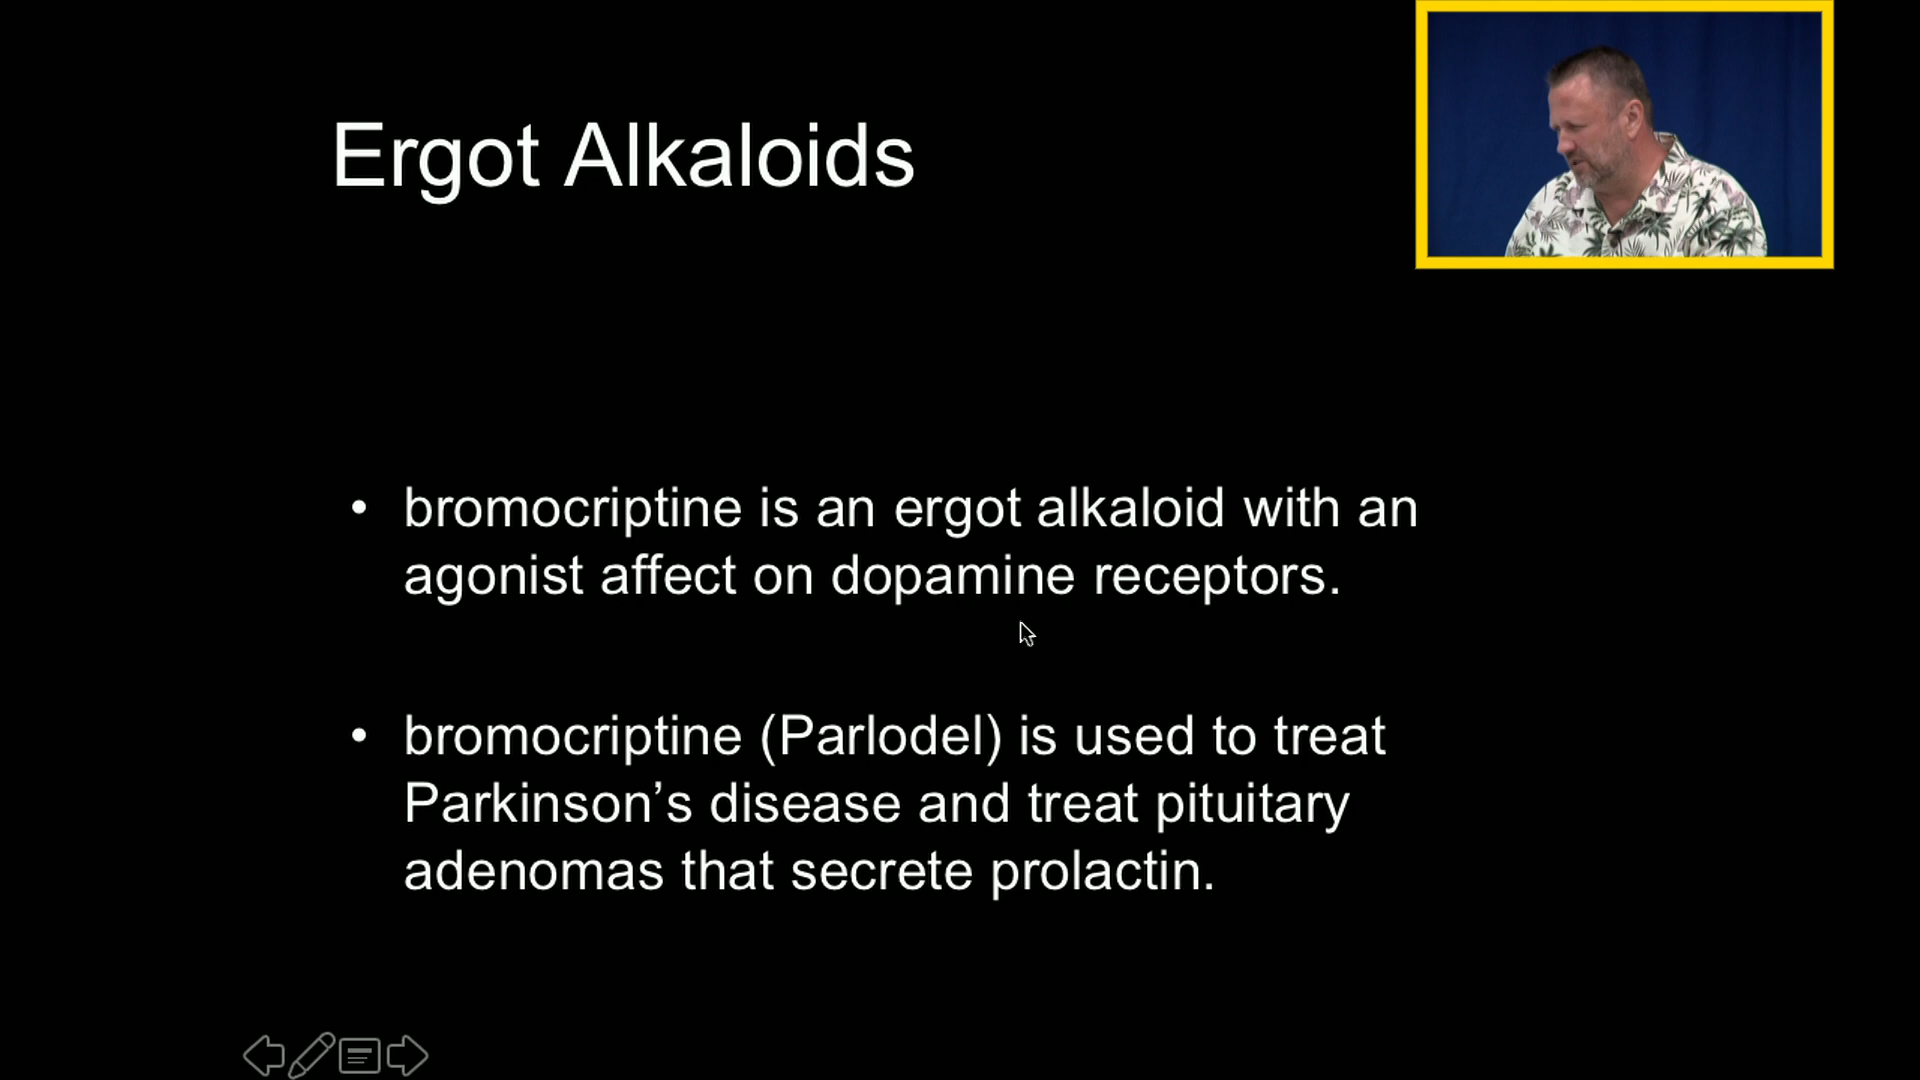 Ergot Alkaloids
• bromocriptine is an ergot alkaloid with an
agonist affect on dopamine receptors.
• bromocriptine (Parlodel) is used to treat
Parkinson’s disease and treat pituitary
adenomas that secrete prolactin.